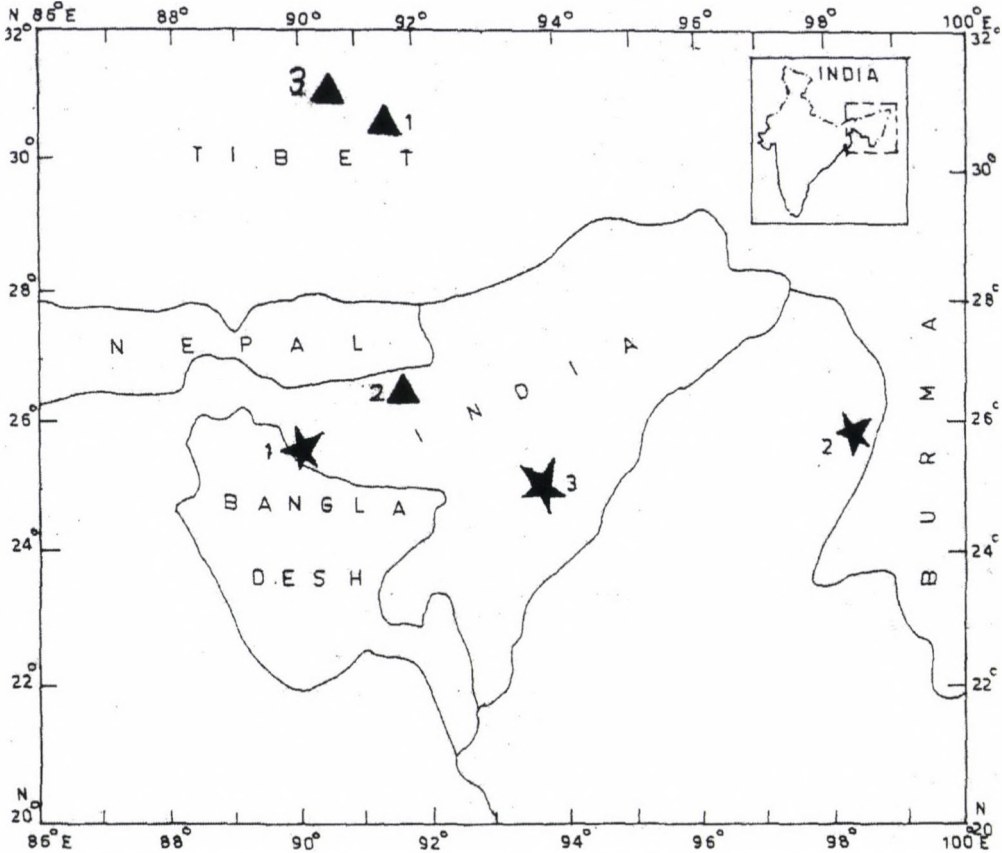 N 86° E 88° 90° 92° 94° 96° 98° 100° E
32° 32°
INDIA
3
1
T I B E T
30° 30°
28° 28°
N E P A L
I N D I A
2
26° 26°
1
2
3
B A N G L A
D. E S H
B U R M A
24° 24°
22° 22°
N N
20° 20
86° E 88° 90° 92° 94° 96° 98° 100° E